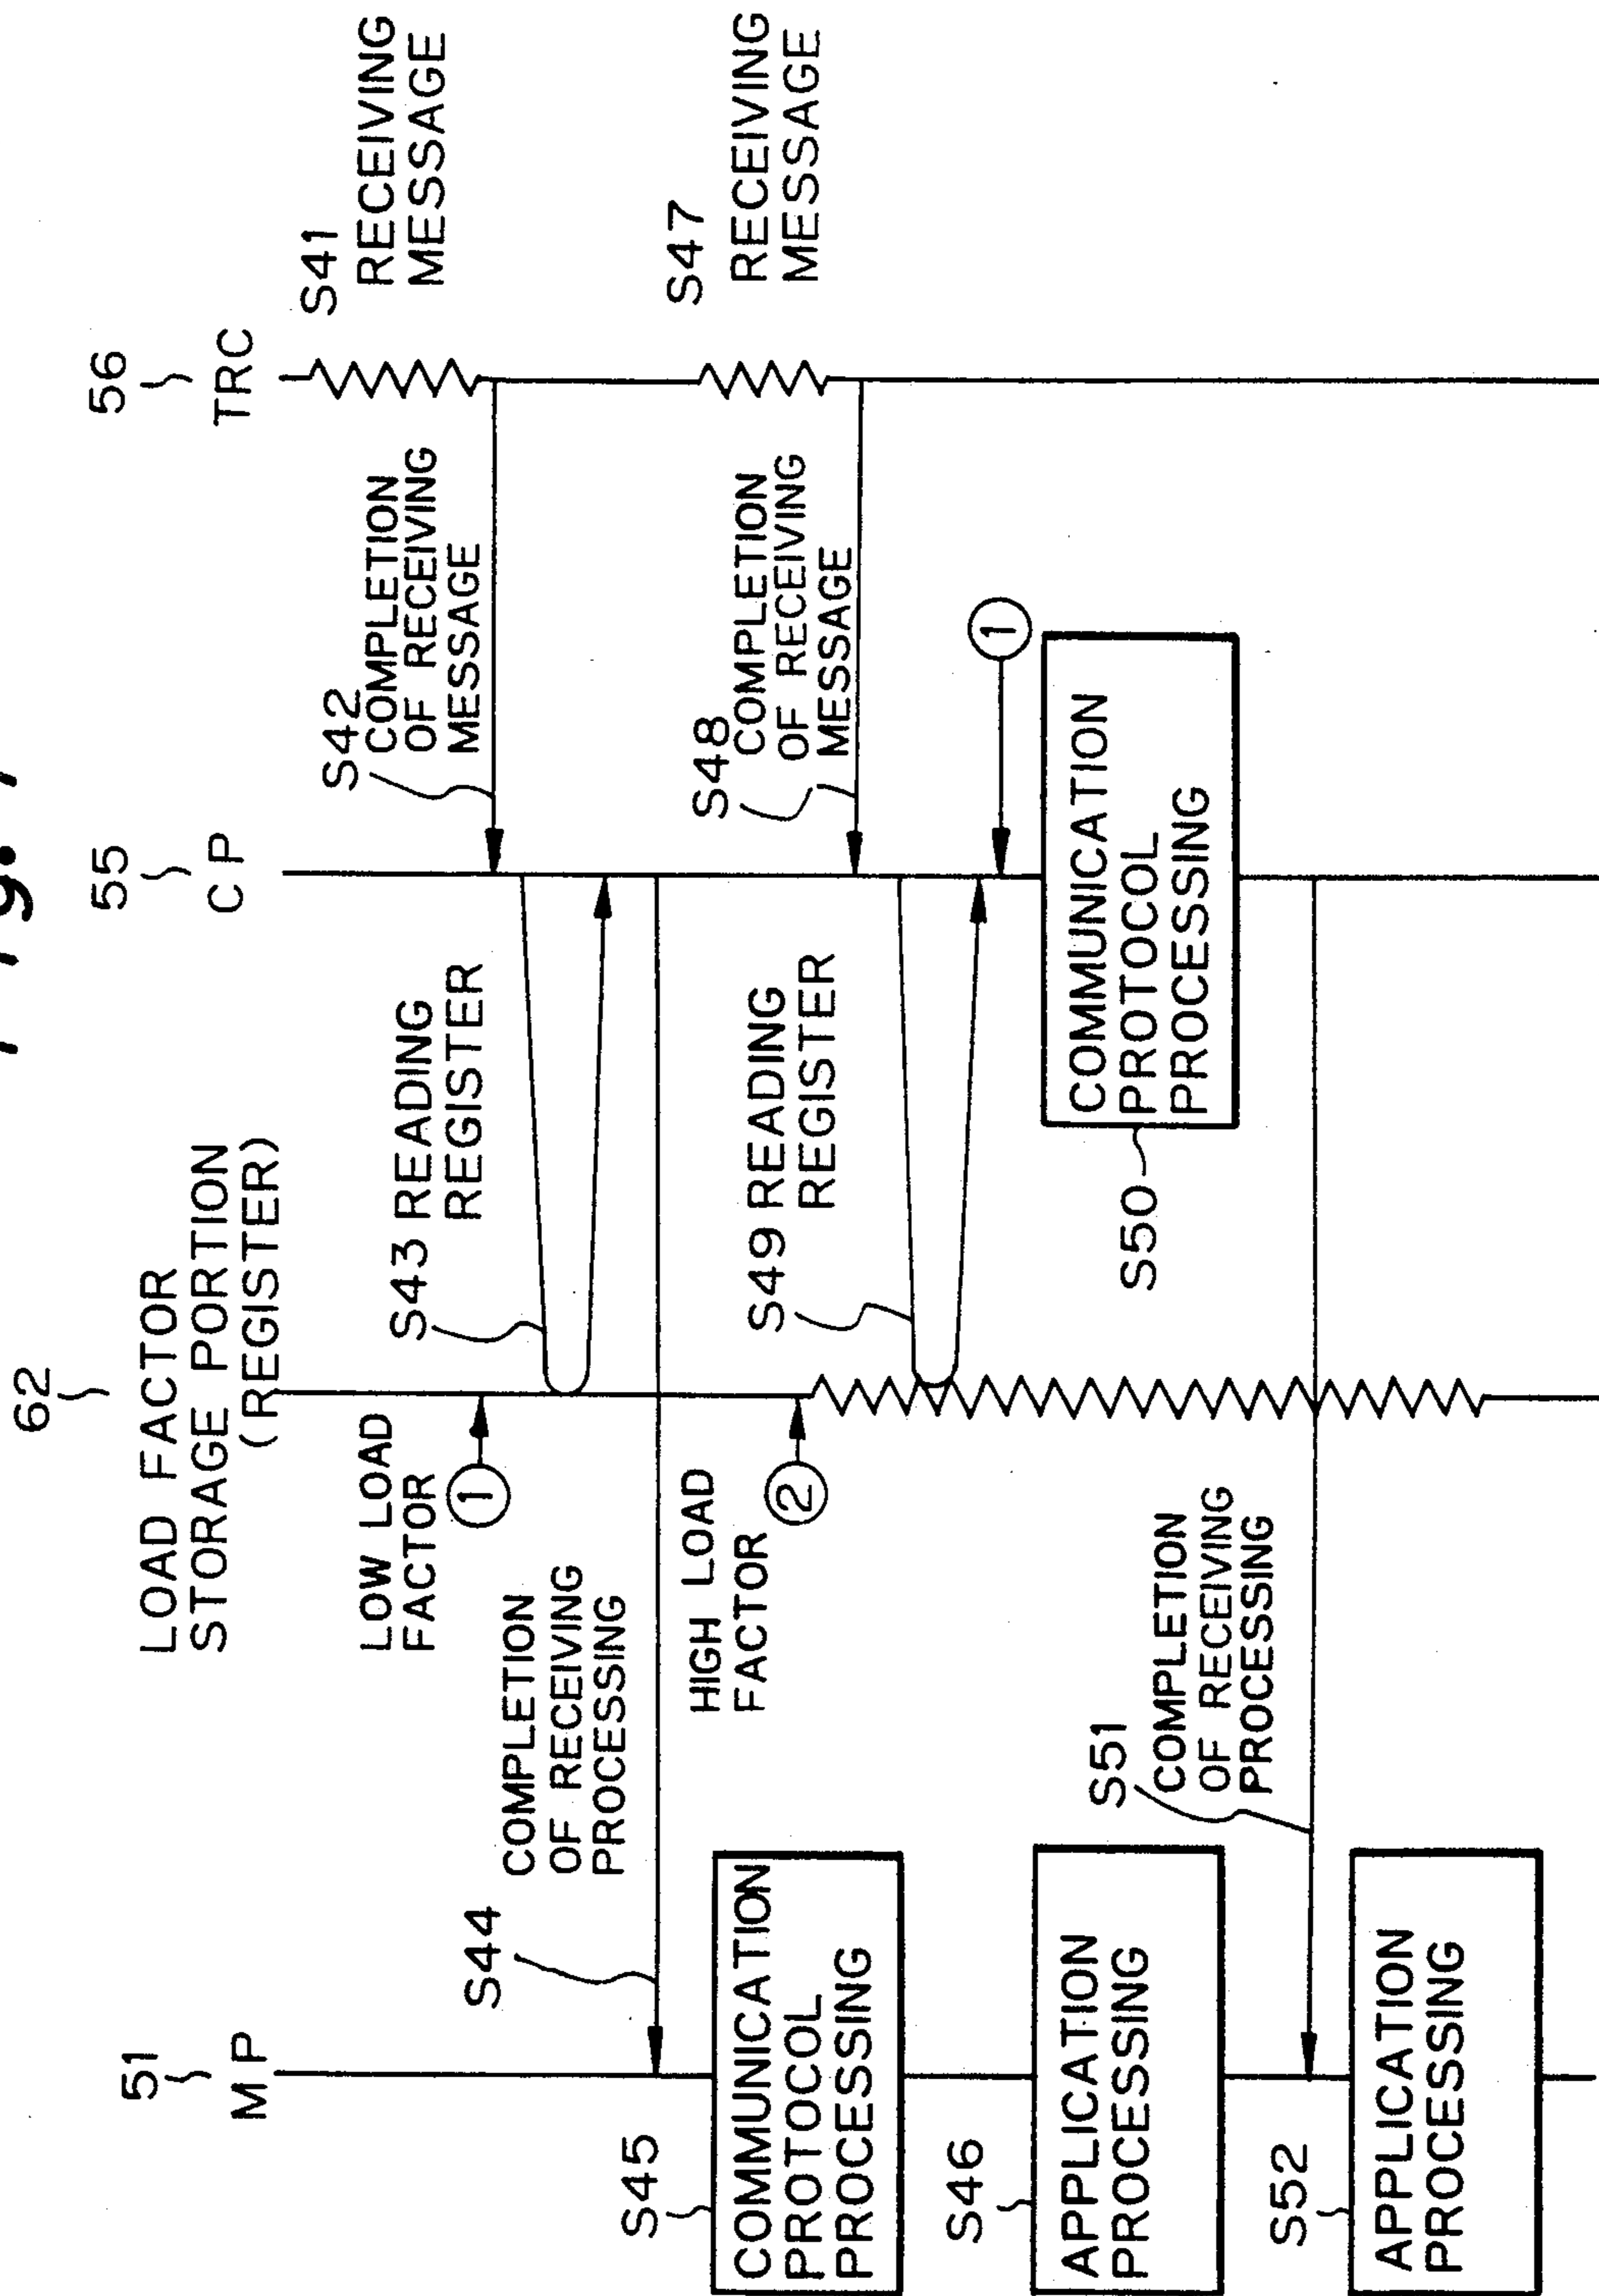 56
TRC
S41
RECEIVING
MESSAGE
S47
RECEIVING
MESSAGE
55
CP
S42
COMPLETION
OF RECEIVING
MESSAGE
S48
COMPLETION
OF RECEIVING
MESSAGE
1
COMMUNICATION
PROTOCOL
PROCESSING
S50
62
LOAD FACTOR
STORAGE PORTION
(REGISTER)
S43 READING
REGISTER
S49 READING
REGISTER
LOW LOAD
FACTOR
1
HIGH LOAD
FACTOR
2
COMPLETION
OF RECEIVING
PROCESSING
S44
S51
COMPLETION
OF RECEIVING
PROCESSING
51
MP
S45
COMMUNICATION
PROTOCOL
PROCESSING
S46
APPLICATION
PROCESSING
S52
APPLICATION
PROCESSING